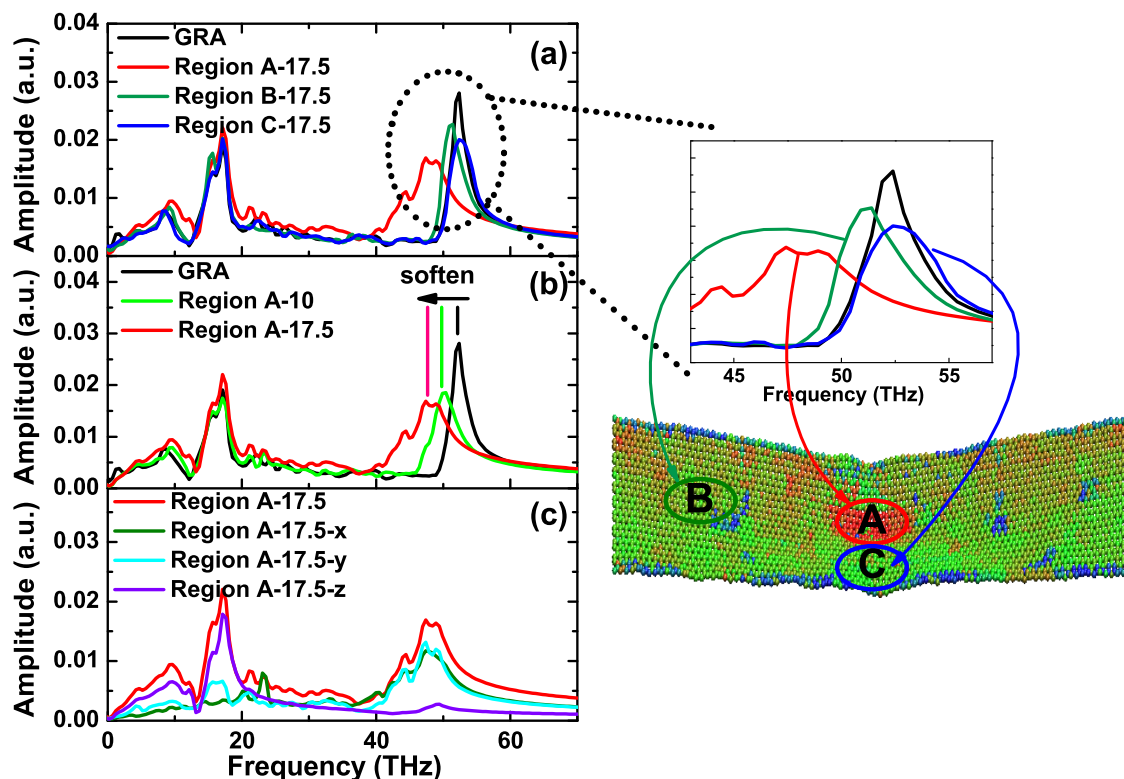 0.04
0.03
0.02
0.01
0.00
Amplitude (a.u.)
GRA
Region A-17.5
Region B-17.5
Region C-17.5
(a)
0.04
0.03
0.02
0.01
0.00
Amplitude (a.u.)
GRA
Region A-10
Region A-17.5
soften
(b)
0.03
0.02
0.01
0.00
Amplitude (a.u.)
Region A-17.5
Region A-17.5-x
Region A-17.5-y
Region A-17.5-z
(c)
0 20 40 60
Frequency (THz)
45 50 55
Frequency (THz)
B
A
C